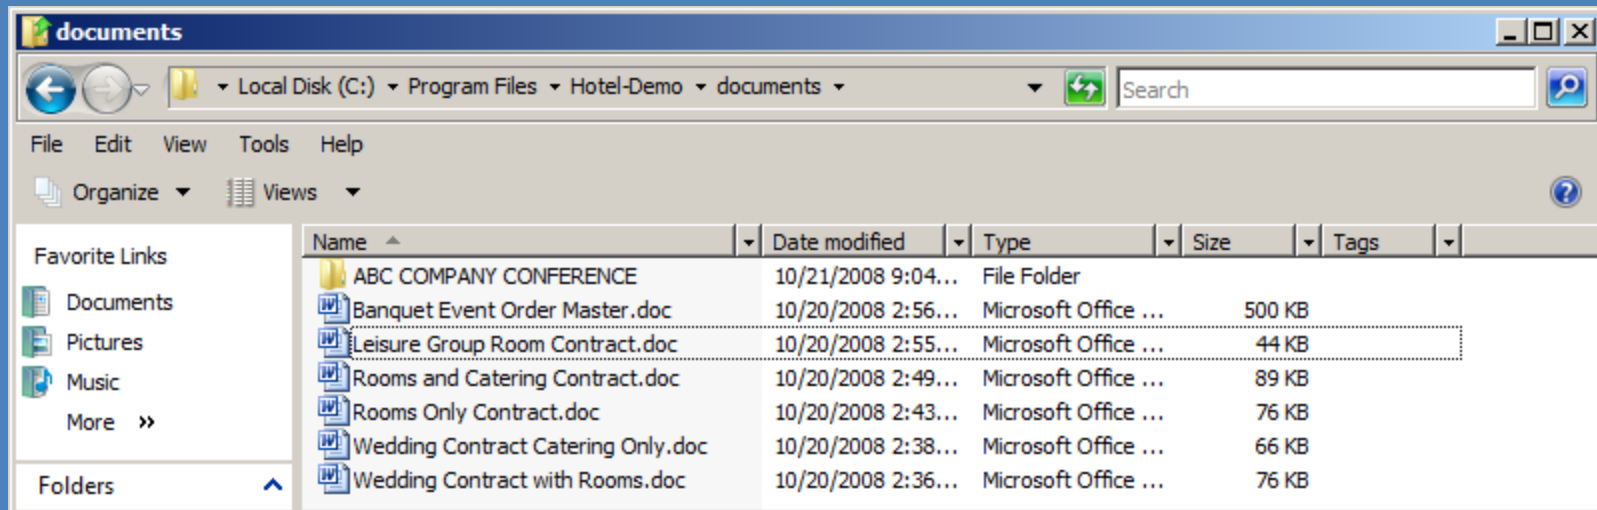 documents
Local Disk (C:) Program Files Hotel-Demo documents Search
File Edit View Tools Help
Organize Views
Favorite Links
Documents
Pictures
Music
More »
Folders
Name Date modified Type Size Tags
ABC COMPANY CONFERENCE 10/21/2008 9:04... File Folder
Banquet Event Order Master.doc 10/20/2008 2:56... Microsoft Office ... 500 KB
Leisure Group Room Contract.doc 10/20/2008 2:55... Microsoft Office ... 44 KB
Rooms and Catering Contract.doc 10/20/2008 2:49... Microsoft Office ... 89 KB
Rooms Only Contract.doc 10/20/2008 2:43... Microsoft Office ... 76 KB
Wedding Contract Catering Only.doc 10/20/2008 2:38... Microsoft Office ... 66 KB
Wedding Contract with Rooms.doc 10/20/2008 2:36... Microsoft Office ... 76 KB